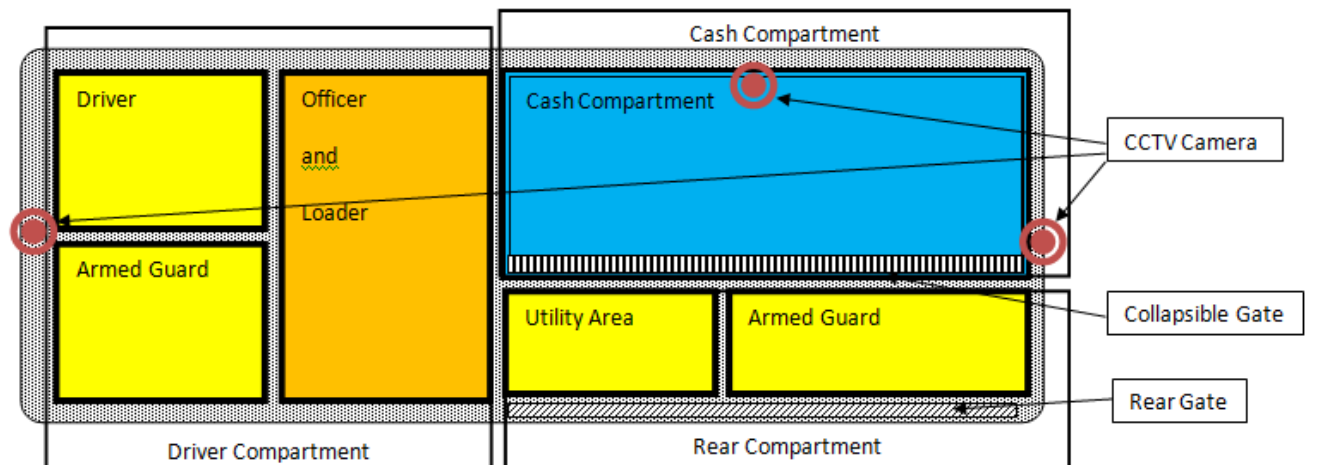 Cash Compartment
Driver
Officer
and
Loader
Cash Compartment
CCTV Camera
Armed Guard
Utility Area
Armed Guard
Collapsible Gate
Rear Gate
Driver Compartment
Rear Compartment